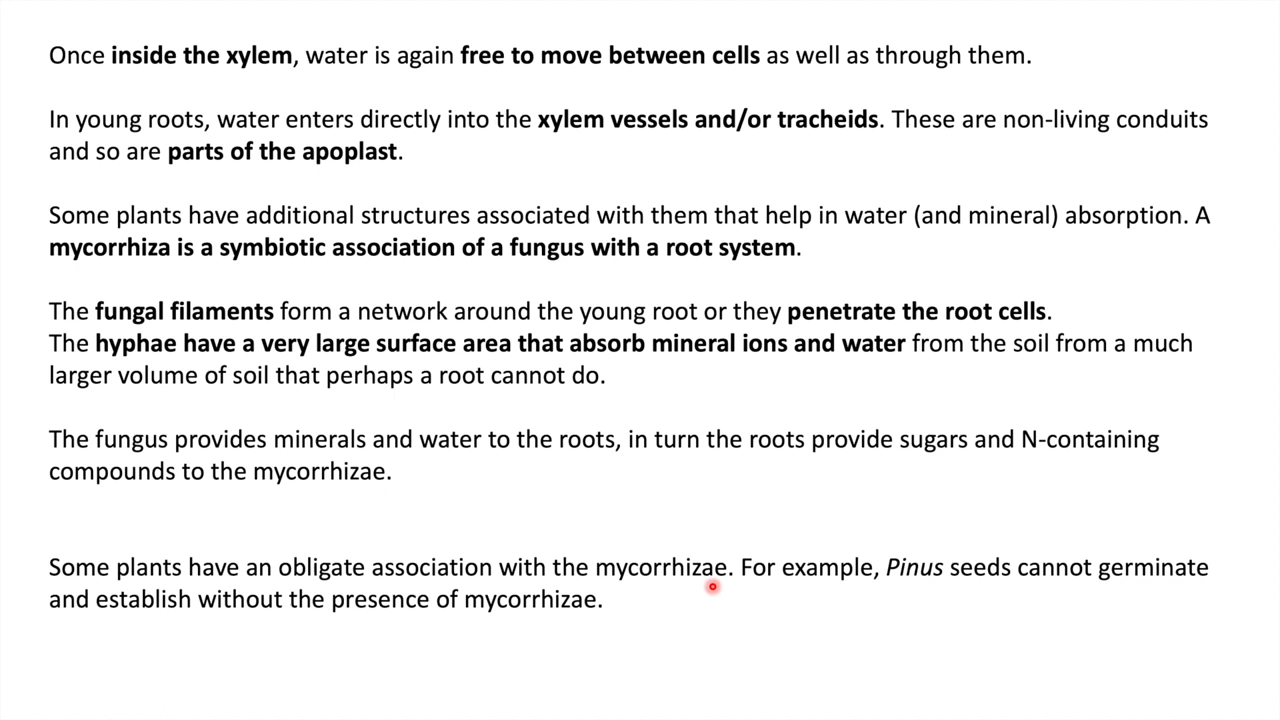 Once inside the xylem, water is again free to move between cells as well as through them.
In young roots, water enters directly into the xylem vessels and/or tracheids. These are non-living conduits
and so are parts of the apoplast.
Some plants have additional structures associated with them that help in water (and mineral) absorption. A
mycorrhiza is a symbiotic association of a fungus with a root system.
The fungal filaments form a network around the young root or they penetrate the root cells.
The hyphae have a very large surface area that absorb mineral ions and water from the soil from a much
larger volume of soil that perhaps a root cannot do.
The fungus provides minerals and water to the roots, in turn the roots provide sugars and N-containing
compounds to the mycorrhizae.
Some plants have an obligate association with the mycorrhizae. For example, Pinus seeds cannot germinate
and establish without the presence of mycorrhizae.